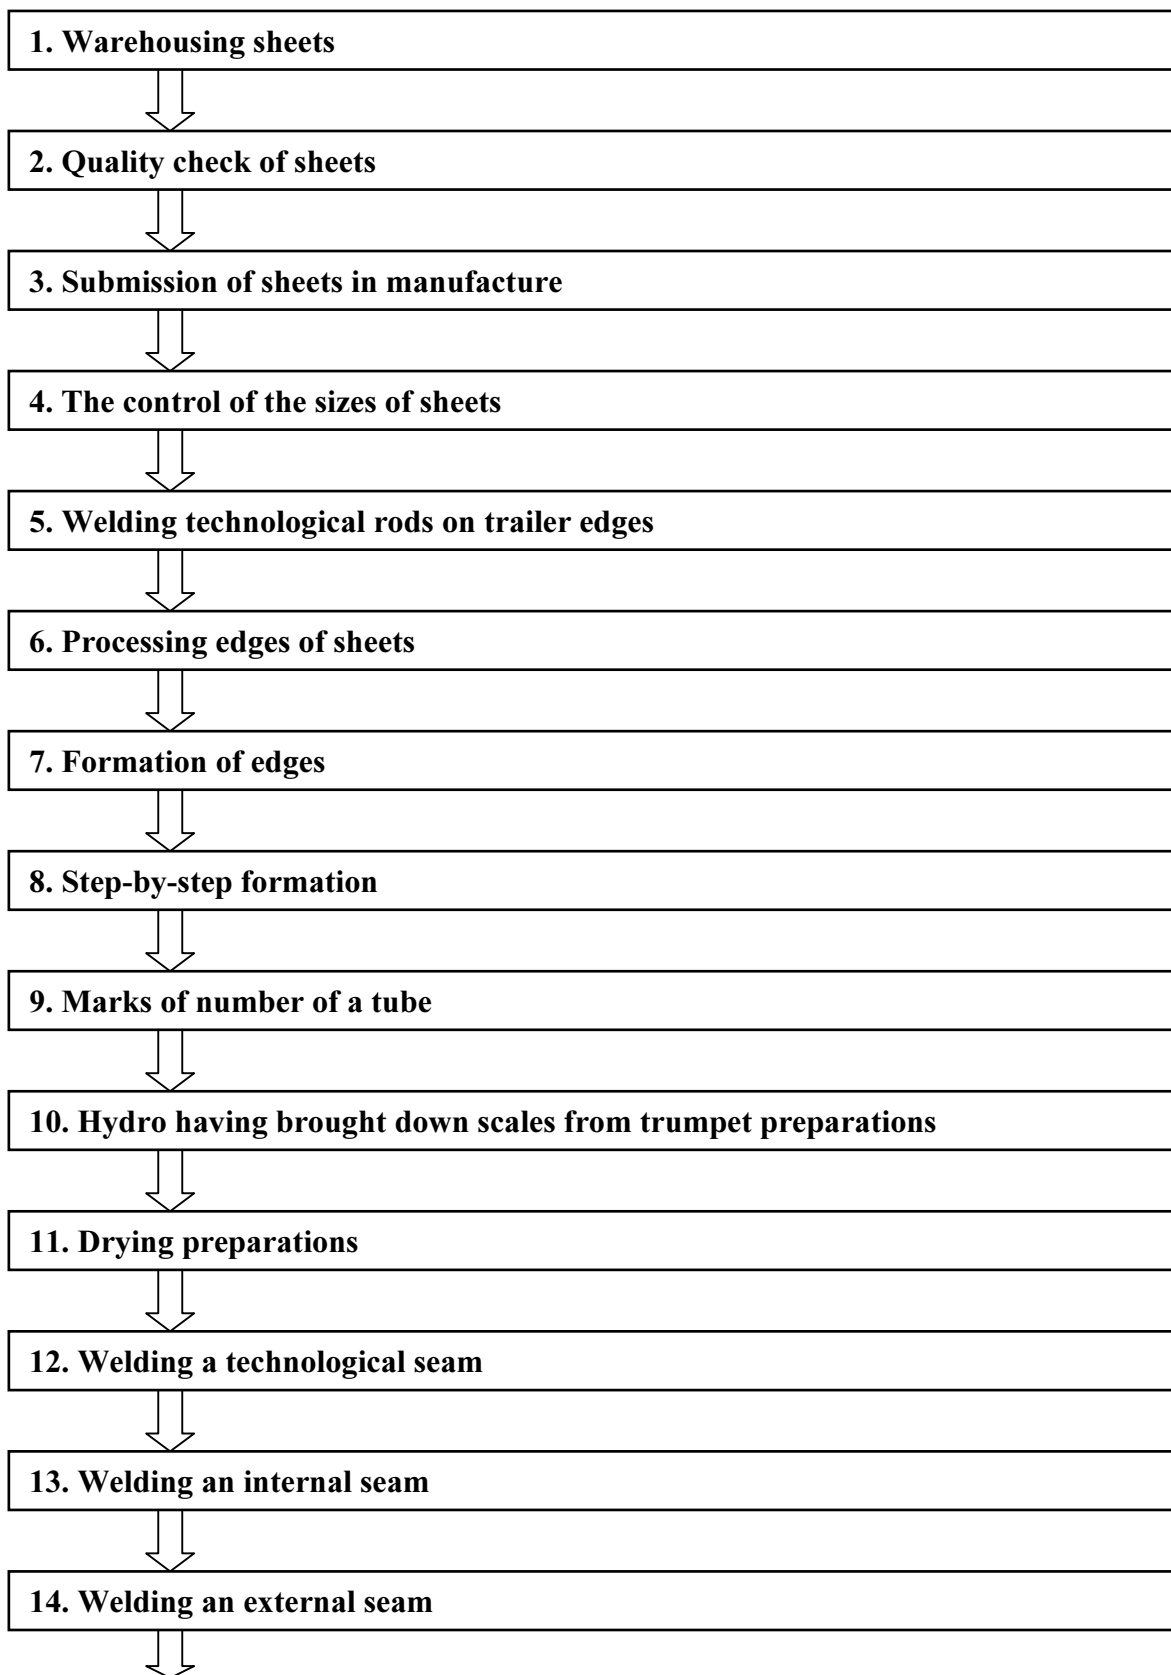 1. Warehousing sheets
2. Quality check of sheets
3. Submission of sheets in manufacture
4. The control of the sizes of sheets
5. Welding technological rods on trailer edges
6. Processing edges of sheets
7. Formation of edges
8. Step-by-step formation
9. Marks of number of a tube
10. Hydro having brought down scales from trumpet preparations
11. Drying preparations
12. Welding a technological seam
13. Welding an internal seam
14. Welding an external seam